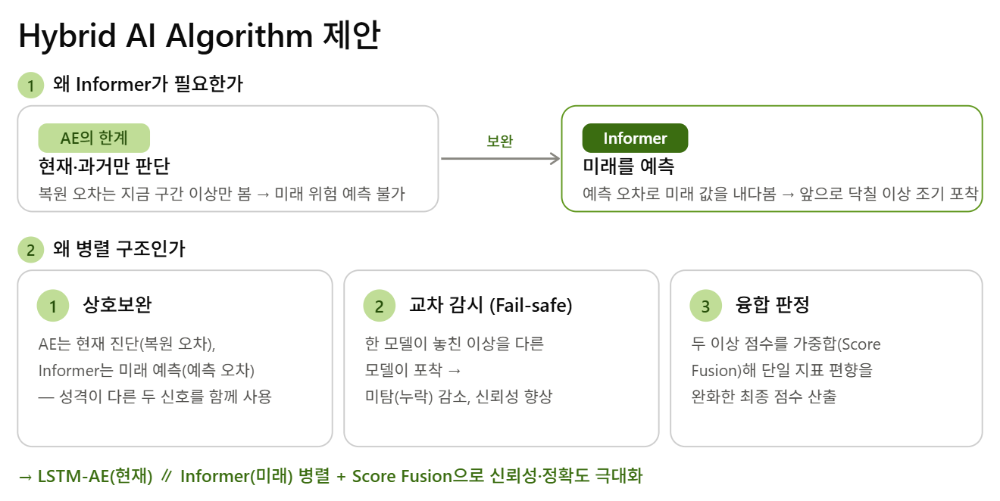 Hybrid AI Algorithm 제안
1 왜 Informer가 필요한가
AE의 한계
현재·과거만 판단
복원 오차는 지금 구간 이상만 봄 → 미래 위험 예측 불가
보완
Informer
미래를 예측
예측 오차로 미래 값을 내다봄 → 앞으로 닥칠 이상 조기 포착
2 왜 병렬 구조인가
1 상호보완
AE는 현재 진단(복원 오차),
Informer는 미래 예측(예측 오차)
— 성격이 다른 두 신호를 함께 사용
2 교차 감시 (Fail-safe)
한 모델이 놓친 이상을 다른
모델이 포착 →
미탐(누락) 감소, 신뢰성 향상
3 융합 판정
두 이상 점수를 가중합(Score
Fusion)해 단일 지표 편향을
완화한 최종 점수 산출
→ LSTM-AE(현재) ∥ Informer(미래) 병렬 + Score Fusion으로 신뢰성·정확도 극대화